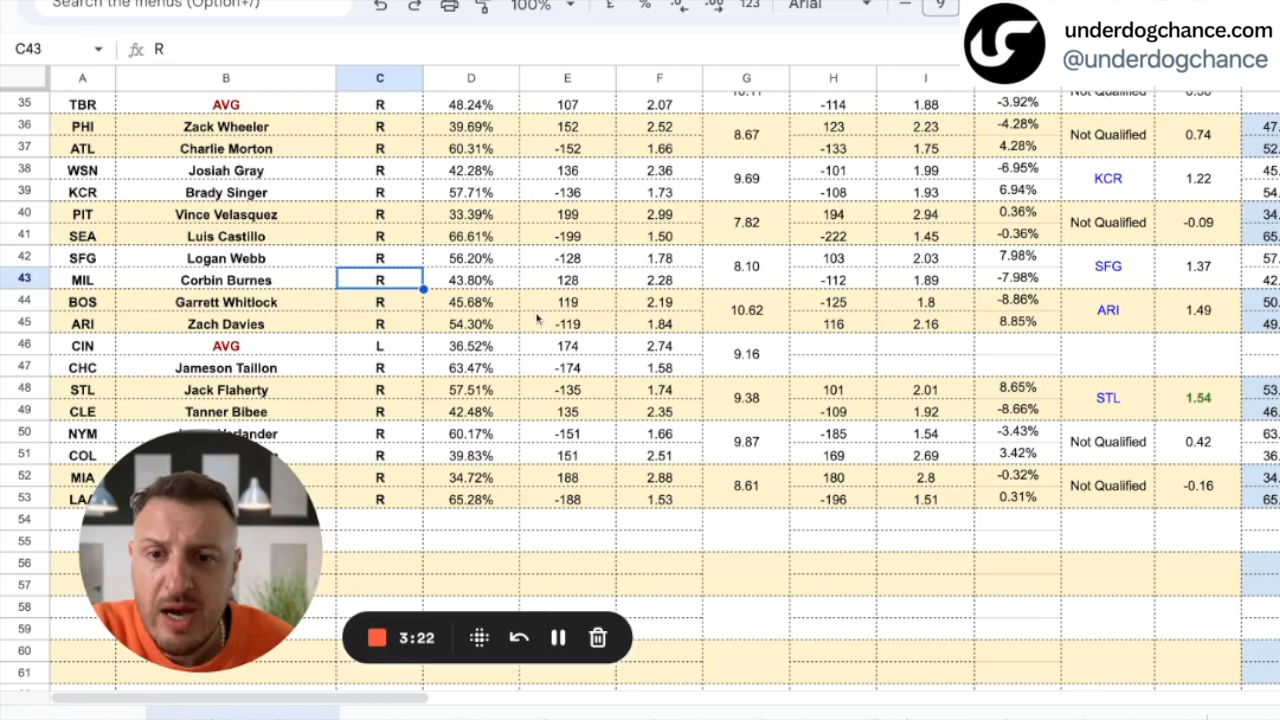 Search the menus (Option+/)
100%
£
%
.0
.00
123
Arial
9
underdogchance.com
@underdogchance
C43 fx R
A B C D E F G H I
35 TBR AVG R 48.24% 107 2.07 -114 1.88 -3.92% Not Qualified
36 PHI Zack Wheeler R 39.69% 152 2.52 8.67 123 2.23 -4.28% Not Qualified 0.74 47.
37 ATL Charlie Morton R 60.31% -152 1.66 -133 1.75 4.28% 52.
38 WSN Josiah Gray R 42.28% 136 2.36 9.69 -101 1.99 -6.95% KCR 1.22 45.
39 KCR Brady Singer R 57.71% -136 1.73 -108 1.93 6.94% 54.
40 PIT Vince Velasquez R 33.39% 199 2.99 7.82 194 2.94 0.36% Not Qualified -0.09 34.
41 SEA Luis Castillo R 66.61% -199 1.50 -222 1.45 -0.36% 65.
42 SFG Logan Webb R 56.20% -128 1.78 8.10 103 2.03 7.98% SFG 1.37 57.
43 MIL Corbin Burnes R 43.80% 128 2.28 -112 1.89 -7.98% 42.
44 BOS Garrett Whitlock R 45.68% 119 2.19 10.62 -125 1.8 -8.86% ARI 1.49 50.
45 ARI Zach Davies R 54.30% -119 1.84 116 2.16 8.85% 49.
46 CIN AVG L 36.52% 174 2.74 9.16
47 CHC Jameson Taillon R 63.47% -174 1.58
48 STL Jack Flaherty R 57.51% -135 1.74 9.38 101 2.01 8.65% STL 1.54 53.
49 CLE Tanner Bibee R 42.48% 135 2.35 -109 1.92 -8.66% 46.
50 NYM R 60.17% -151 1.66 9.87 -185 1.54 -3.43% Not Qualified 0.42 63.
51 COL R 39.83% 151 2.51 169 2.69 3.42% 36.
52 MIA R 34.72% 188 2.88 8.61 180 2.8 -0.32% Not Qualified -0.16 34.
53 R 65.28% -188 1.53 -196 1.51 0.31% 65.
54
55
56
57
58
59
60
61
3:22